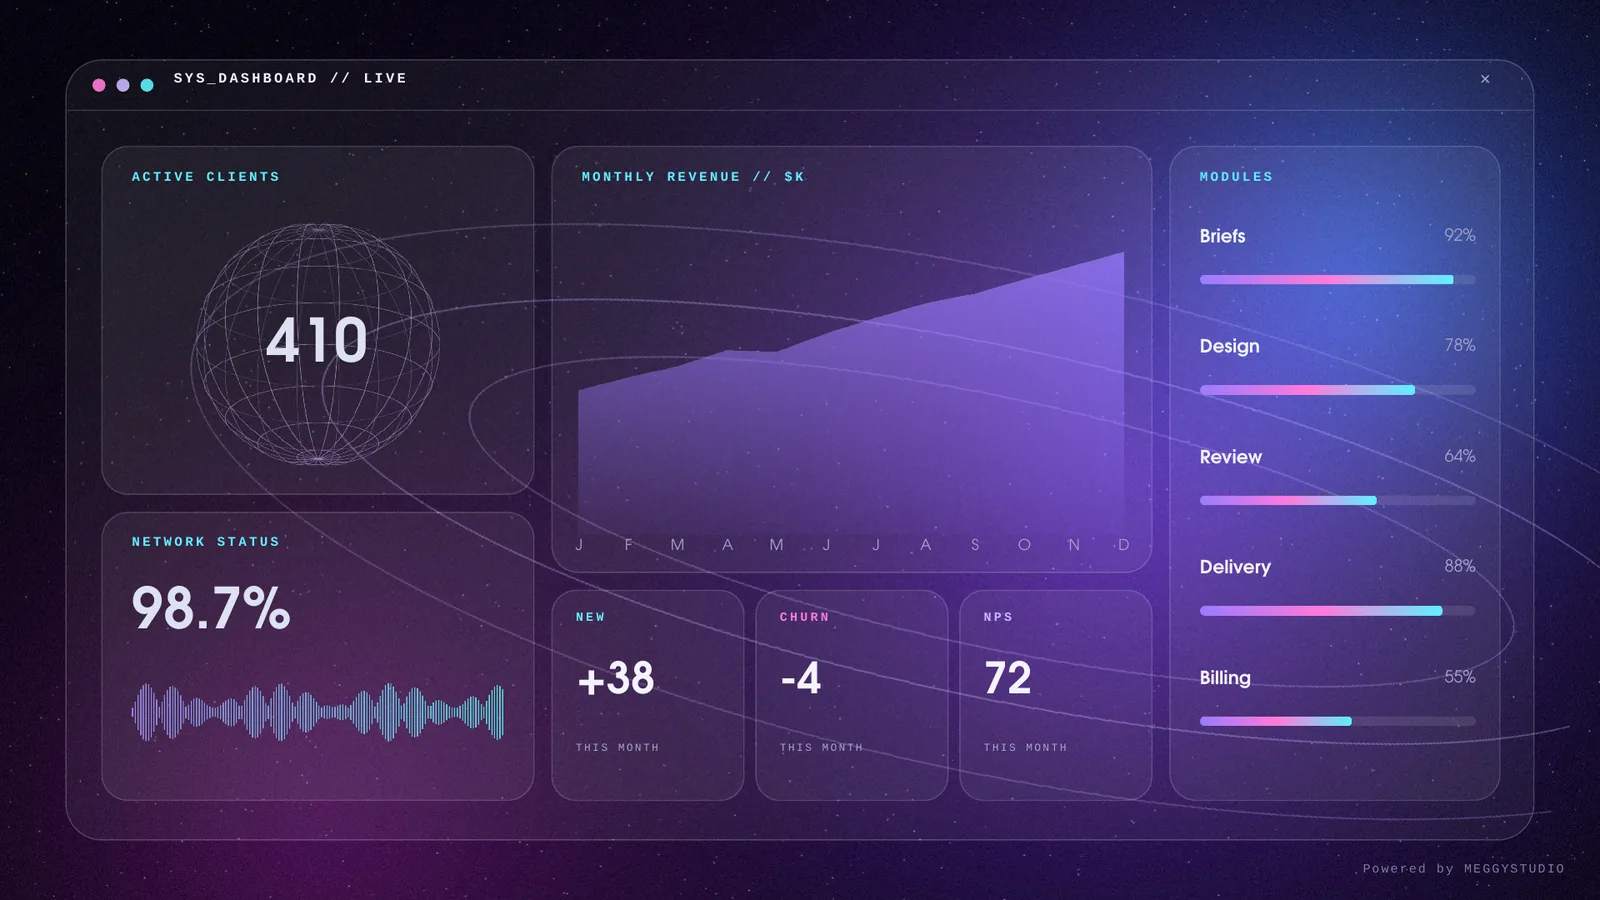 SYS_DASHBOARD // LIVE
×
ACTIVE CLIENTS
410
NETWORK STATUS
98.7%
MONTHLY REVENUE // $K
J F M A M J J A S O N D
NEW
+38
THIS MONTH
CHURN
-4
THIS MONTH
NPS
72
THIS MONTH
MODULES
Briefs 92%
Design 78%
Review 64%
Delivery 88%
Billing 55%
Powered by MEGGYSTUDIO